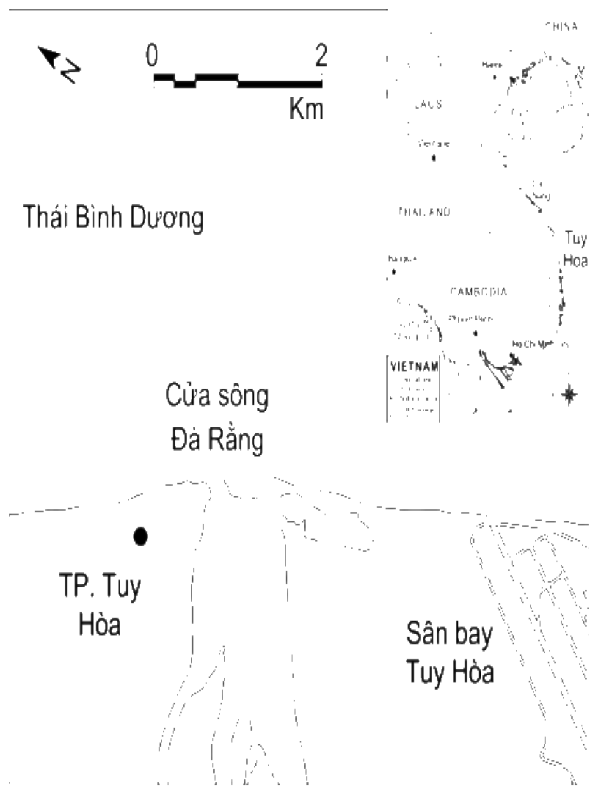 N
0 2
Km
Thái Bình Dương
CHINA
LAOS
THAILAND
CAMBODIA
Tuy
Hoa
VIETNAM
Cửa sông
Đà Rằng
TP. Tuy
Hòa
Sân bay
Tuy Hòa